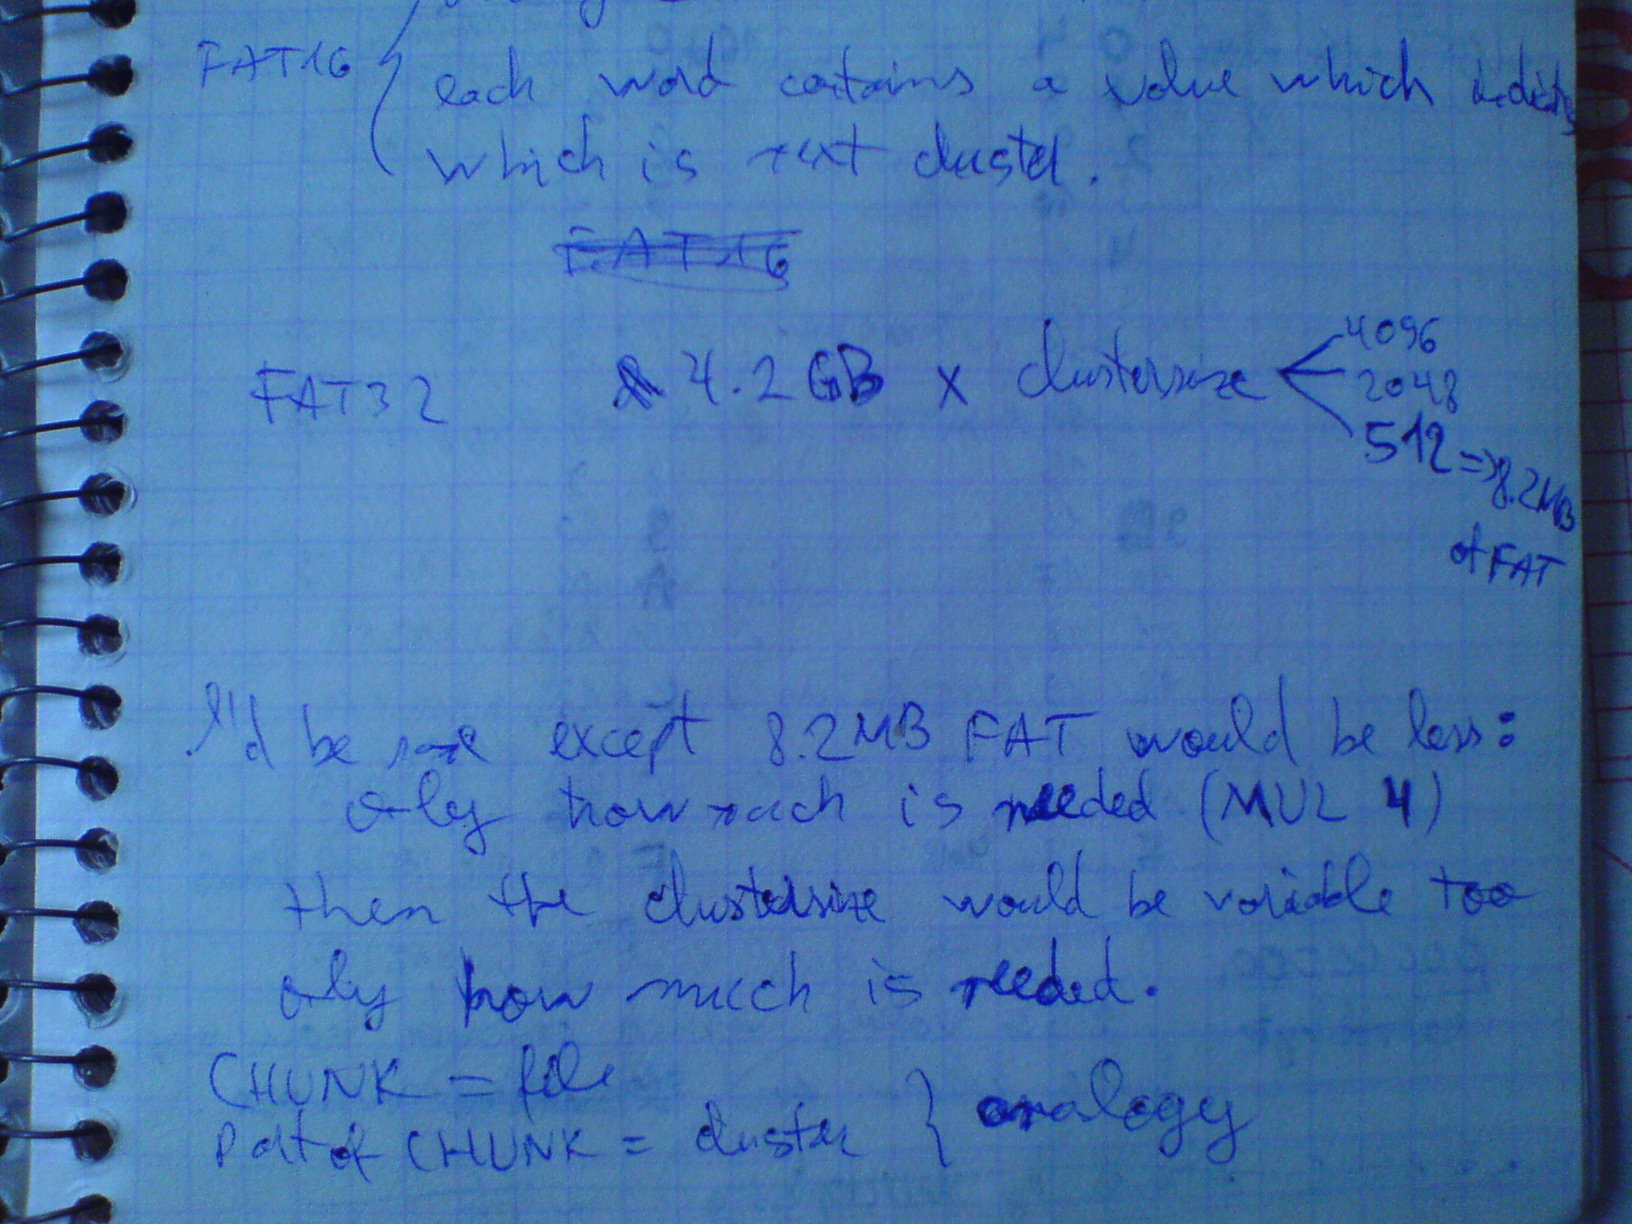 FAT16 { each word contains a value which indicates
which is next cluster.
FAT16
FAT32 4.2GB x clustersize < 4096
2048
512 => 8.2MB
of FAT
I'd be same except 8.2MB FAT would be less:
only how much is needed (MUL 4)
then the clustersize would be variable too
only how much is needed.
CHUNK = file
Part of CHUNK = cluster } analogy